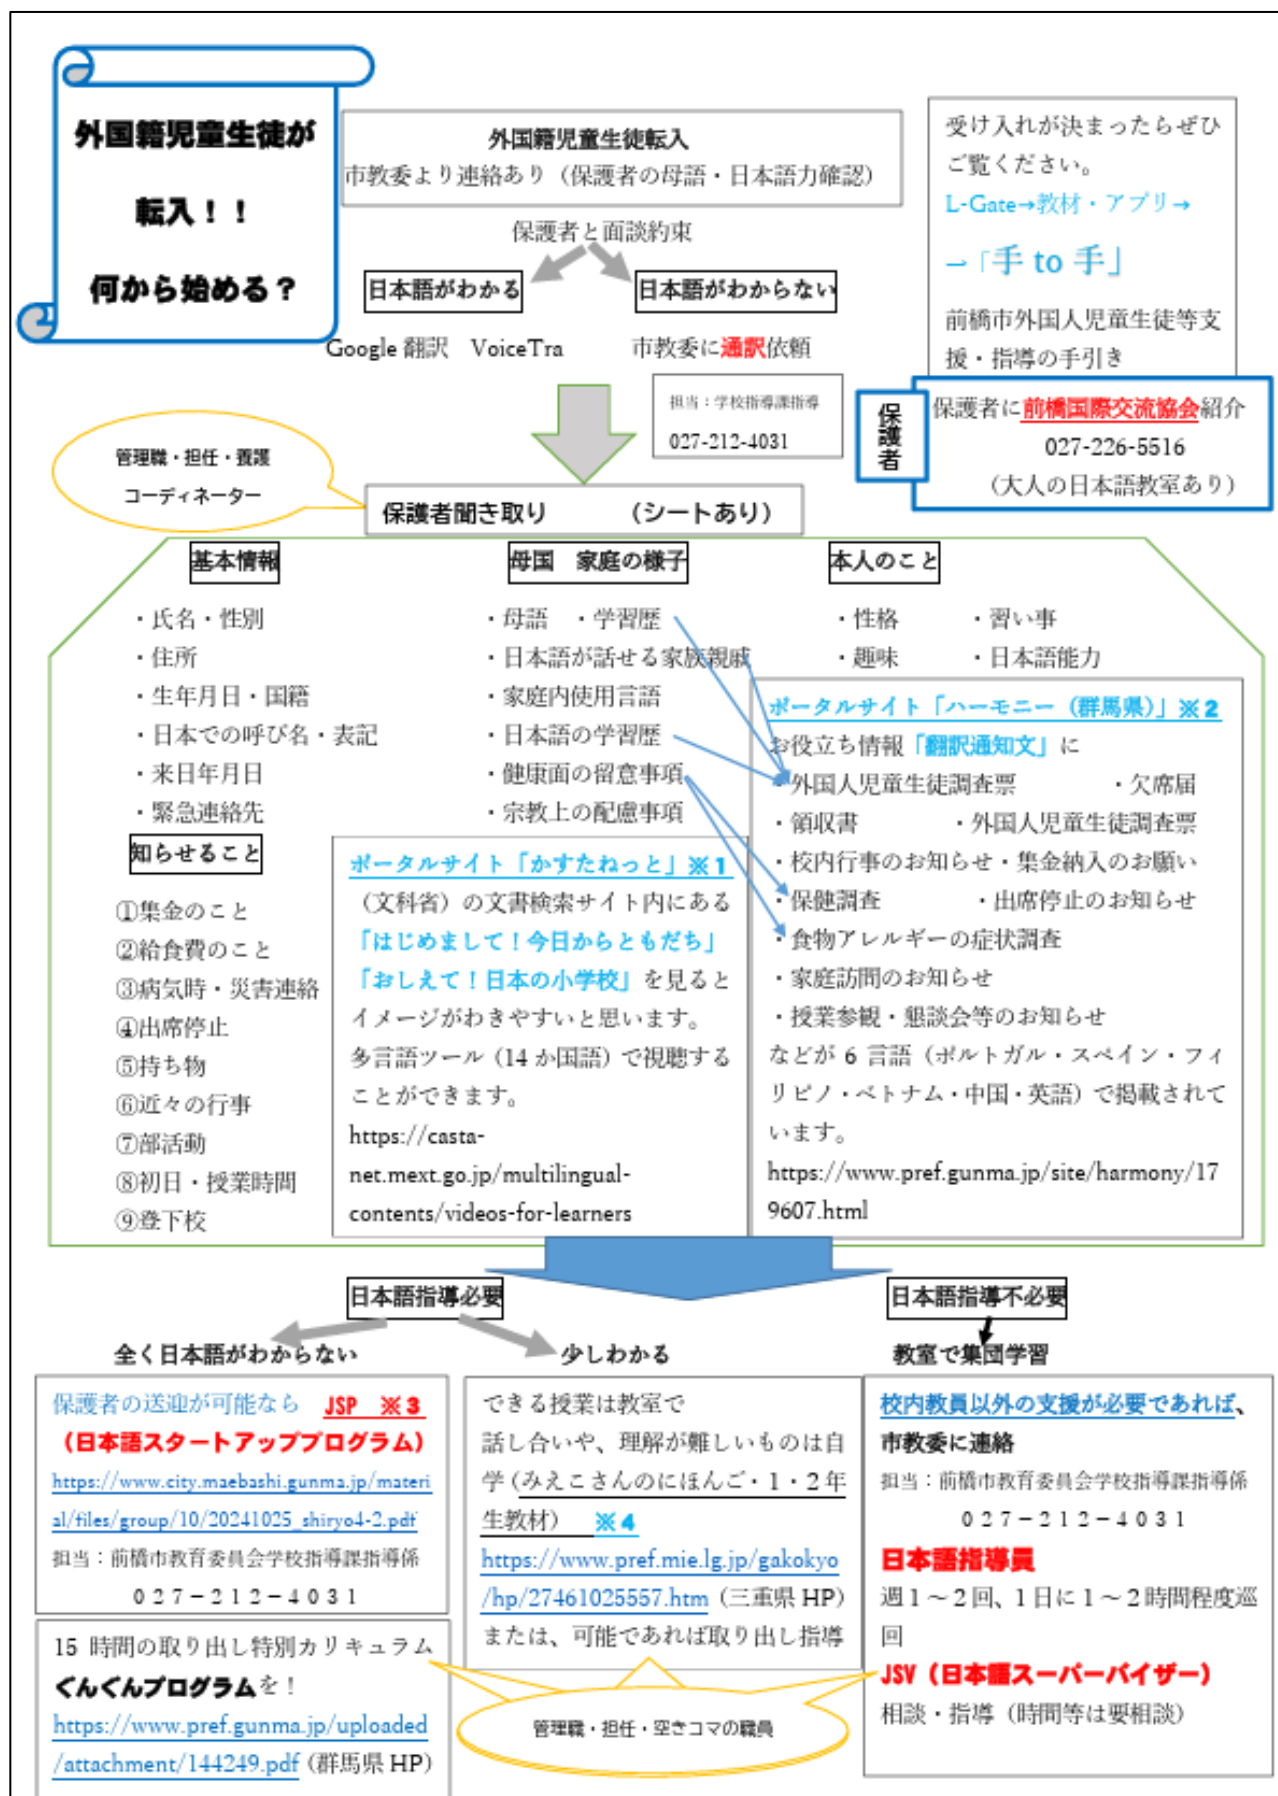 外国籍児童生徒が
転入！！
何から始める？
外国籍児童生徒転入
市教委より連絡あり（保護者の母語・日本語力確認）
保護者と面談約束
日本語がわかる
日本語がわからない
Google 翻訳　VoiceTra
市教委に通訳依頼
担当：学校指導課指導
027-212-4031
受け入れが決まったらぜひ
ご覧ください。
L-Gate→教材・アプリ→
→「手 to 手」
前橋市外国人児童生徒等支
援・指導の手引き
保護者
保護者に前橋国際交流協会紹介
027-226-5516
（大人の日本語教室あり）
管理職・担任・養護
コーディネーター
保護者聞き取り　　　（シートあり）
基本情報
・氏名・性別
・住所
・生年月日・国籍
・日本での呼び名・表記
・来日年月日
・緊急連絡先
母国　家庭の様子
・母語　・学習歴
・日本語が話せる家族親戚
・家庭内使用言語
・日本語の学習歴
・健康面の留意事項
・宗教上の配慮事項
本人のこと
・性格　　・習い事
・趣味　　・日本語能力
知らせること
①集金のこと
②給食費のこと
③病気時・災害連絡
④出席停止
⑤持ち物
⑥近々の行事
⑦部活動
⑧初日・授業時間
⑨登下校
ポータルサイト「かすたねっと」※1
（文科省）の文書検索サイト内にある
「はじめまして！今日からともだち」
「おしえて！日本の小学校」を見ると
イメージがわきやすいと思います。
多言語ツール（14 か国語）で視聴する
ことができます。
https://casta-
net.mext.go.jp/multilingual-
contents/videos-for-learners
ポータルサイト「ハーモニー（群馬県）」※2
お役立ち情報「翻訳通知文」に
・外国人児童生徒調査票　　　・欠席届
・領収書　　　・外国人児童生徒調査票
・校内行事のお知らせ・集金納入のお願い
・保健調査　　　・出席停止のお知らせ
・食物アレルギーの症状調査
・家庭訪問のお知らせ
・授業参観・懇談会等のお知らせ
などが 6 言語（ポルトガル・スペイン・フィ
リピノ・ベトナム・中国・英語）で掲載されて
います。
https://www.pref.gunma.jp/site/harmony/17
9607.html
日本語指導必要
日本語指導不必要
全く日本語がわからない
少しわかる
教室で集団学習
保護者の送迎が可能なら　JSP　※3
（日本語スタートアッププログラム）
https://www.city.maebashi.gunma.jp/materi
al/files/group/10/20241025_shiryo4-2.pdf
担当：前橋市教育委員会学校指導課指導係
０２７－２１２－４０３１
15 時間の取り出し特別カリキュラム
ぐんぐんプログラムを！
https://www.pref.gunma.jp/uploaded
/attachment/144249.pdf (群馬県 HP)
できる授業は教室で
話し合いや、理解が難しいものは自
学（みえこさんのにほんご・1・2 年
生教材）　※4
https://www.pref.mie.lg.jp/gakokyo
/hp/27461025557.htm（三重県 HP）
または、可能であれば取り出し指導
管理職・担任・空きコマの職員
校内教員以外の支援が必要であれば、
市教委に連絡
担当：前橋市教育委員会学校指導課指導係
０２７－２１２－４０３１
日本語指導員
週１～２回、１日に１～２時間程度巡
回
JSV（日本語スーパーバイザー）
相談・指導（時間等は要相談）